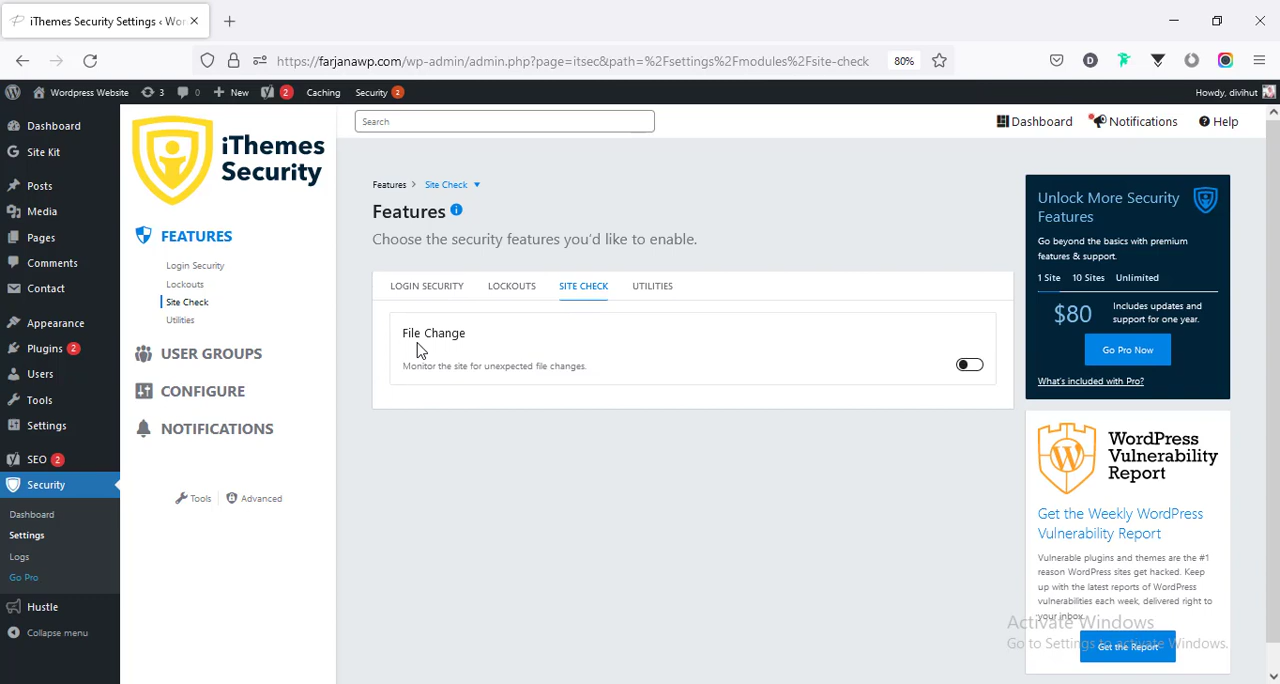 iThemes Security Settings ‹ Wor
https://farjanawp.com/wp-admin/admin.php?page=itsec&path=%2Fsettings%2Fmodules%2Fsite-check
80%
Wordpress Website
3
0
New
2
Caching
Security 2
Howdy, divihut
Dashboard
Site Kit
Posts
Media
Pages
Comments
Contact
Appearance
Plugins 2
Users
Tools
Settings
SEO 2
Security
Dashboard
Settings
Logs
Go Pro
Hustle
Collapse menu
iThemes
Security
FEATURES
Login Security
Lockouts
Site Check
Utilities
USER GROUPS
CONFIGURE
NOTIFICATIONS
Tools
Advanced
Search
Dashboard
Notifications
Help
Features > Site Check
Features
Choose the security features you'd like to enable.
LOGIN SECURITY
LOCKOUTS
SITE CHECK
UTILITIES
File Change
Monitor the site for unexpected file changes.
Unlock More Security
Features
Go beyond the basics with premium
features & support.
1 Site 10 Sites Unlimited
$80
Includes updates and
support for one year.
Go Pro Now
What's included with Pro?
WordPress
Vulnerability
Report
Get the Weekly WordPress
Vulnerability Report
Vulnerable plugins and themes are the #1
reason WordPress sites get hacked. Keep
up with the latest reports of WordPress
vulnerabilities each week, delivered right to
your inbox.
Get the Report
Activate Windows
Go to Settings to activate Windows.